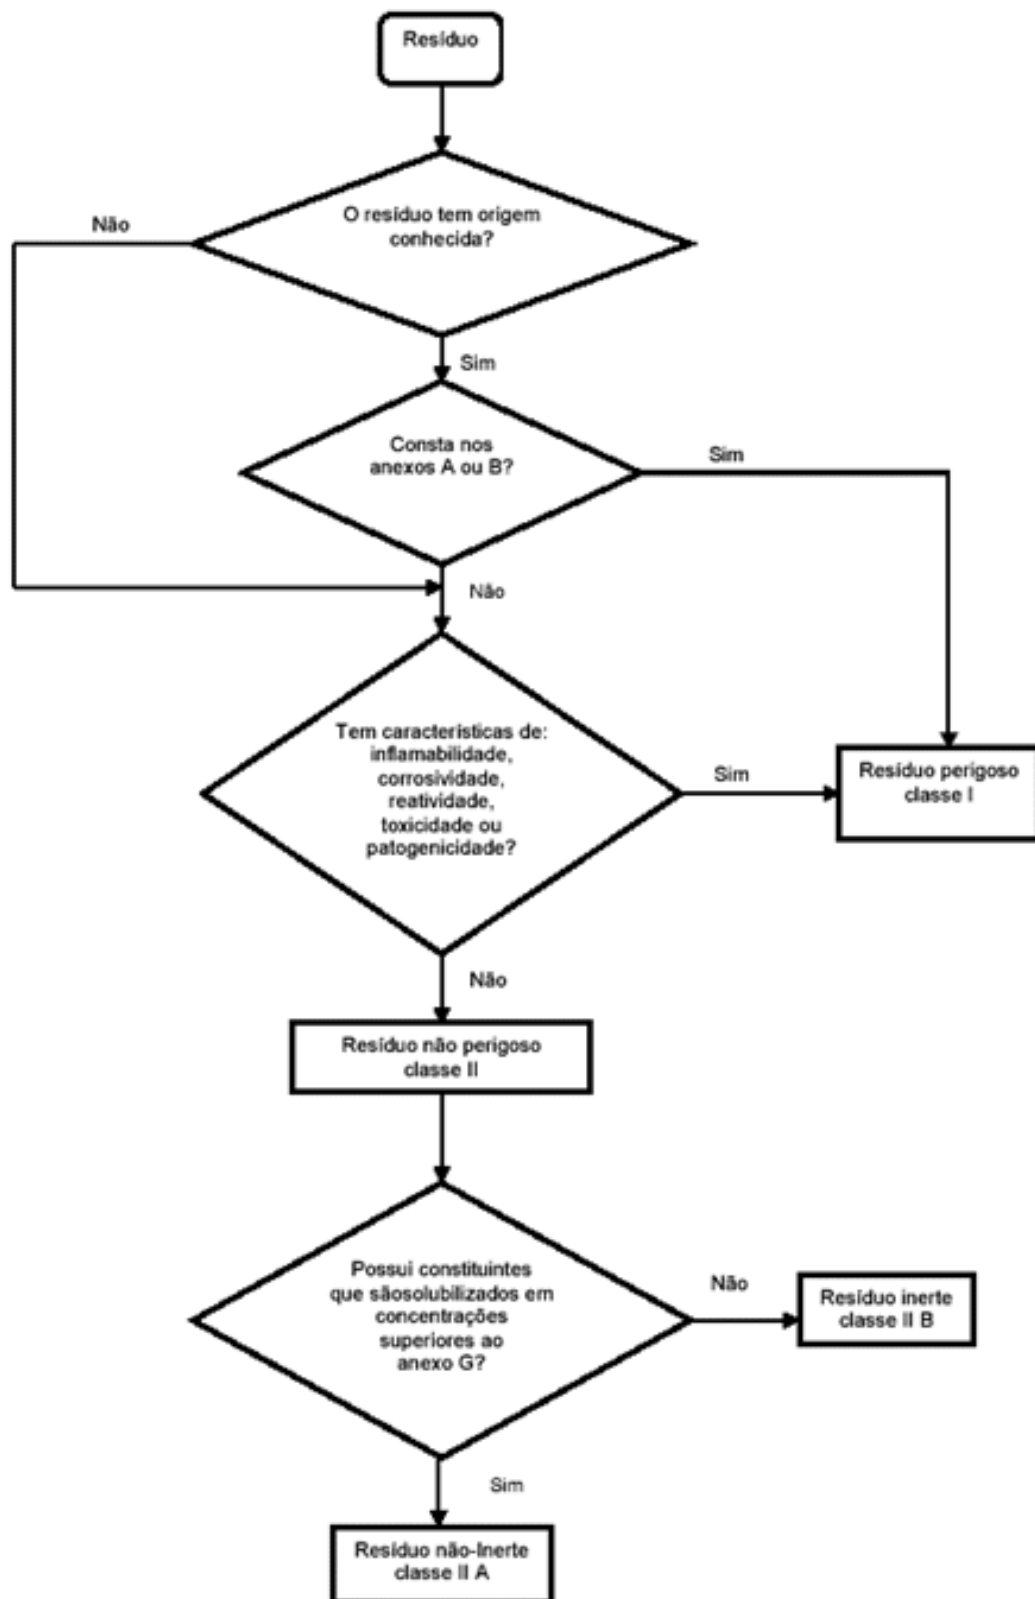 Resíduo
O resíduo tem origem
conhecida?
Não
Sim
Consta nos
anexos A ou B?
Sim
Não
Tem características de:
inflamabilidade,
corrosividade,
reatividade,
toxicidade ou
patogenicidade?
Sim
Resíduo perigoso
classe I
Não
Resíduo não perigoso
classe II
Possui constituintes
que sãosolubilizados em
concentrações
superiores ao
anexo G?
Não
Resíduo inerte
classe II B
Sim
Resíduo não-Inerte
classe II A